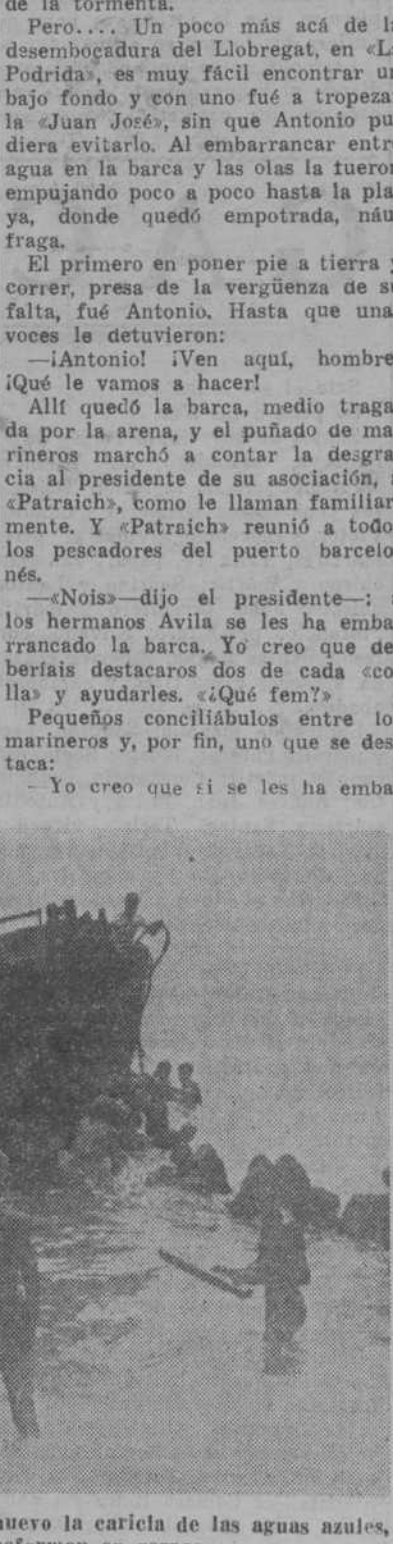 de la tormenta.
Pero.... Un poco más acá de la
desembocadura del Llobregat, en «La
Podrida», es muy fácil encontrar un
bajo fondo y con uno fué a tropeza
la «Juan José», sin que Antonio pu
diera evitarlo. Al embarrancar entr
agua en la barca y las olas la fueron
empujando poco a poco hasta la pla
ya, donde quedó empotrada, náu
fraga.
El primero en poner pie a tierra y
correr, presa de la vergüenza de s
falta, fué Antonio. Hasta que una
voces le detuvieron:
—¡Antonio! ¡Ven aquí, hombre
¡Qué le vamos a hacer!
Allí quedó la barca, medio traga
da por la arena, y el puñado de ma
rineros marchó a contar la desgra
cia al presidente de su asociación, a
«Patraich», como le llaman familiar
mente. Y «Patraich» reunió a todo
los pescadores del puerto barcelo
nés.
—«Nois»—dijo el presidente—: a
los hermanos Avila se les ha emba
rrancado la barca. Yo creo que de
beríais destacaros dos de cada «co
lla» y ayudarles. «¿Qué fem?»
Pequeños conciliábulos entre lo
marineros y, por fin, uno que se des
taca:
—Yo creo que si se les ha emba
nuevo la caricia de las aguas azules,